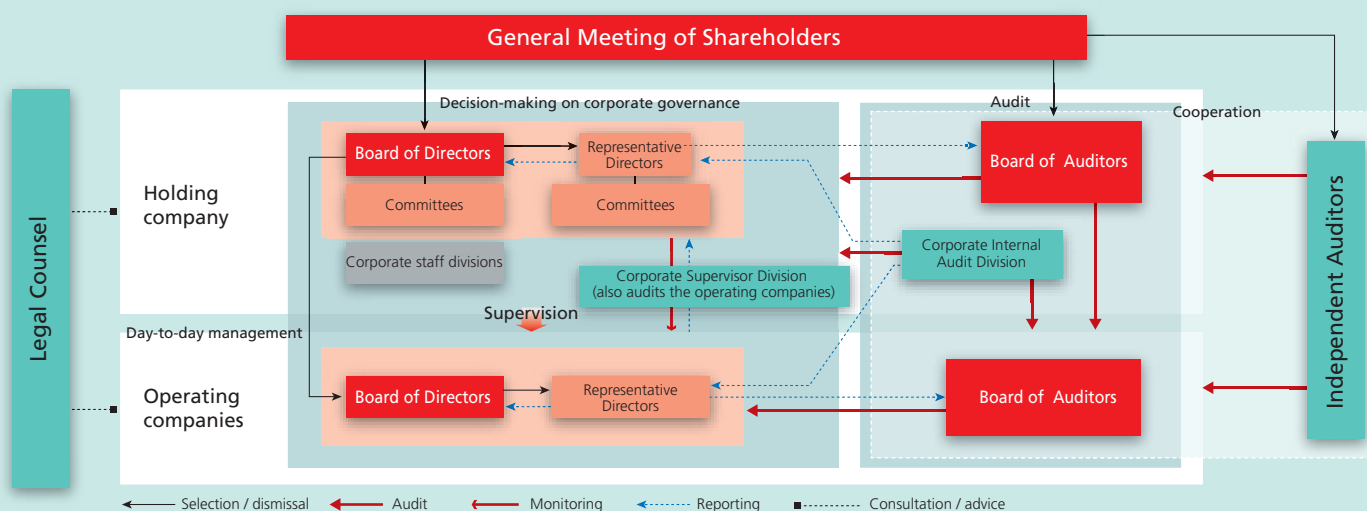 General Meeting of Shareholders
Decision-making on corporate governance
Audit
Cooperation
Legal Counsel
Holding
company
Board of Directors
Representative
Directors
Committees
Committees
Corporate staff divisions
Corporate Supervisor Division
(also audits the operating companies)
Board of Auditors
Corporate Internal
Audit Division
Independent Auditors
Supervision
Day-to-day management
Operating
companies
Board of Directors
Representative
Directors
Board of Auditors
Selection / dismissal
Audit
Monitoring
Reporting
Consultation / advice